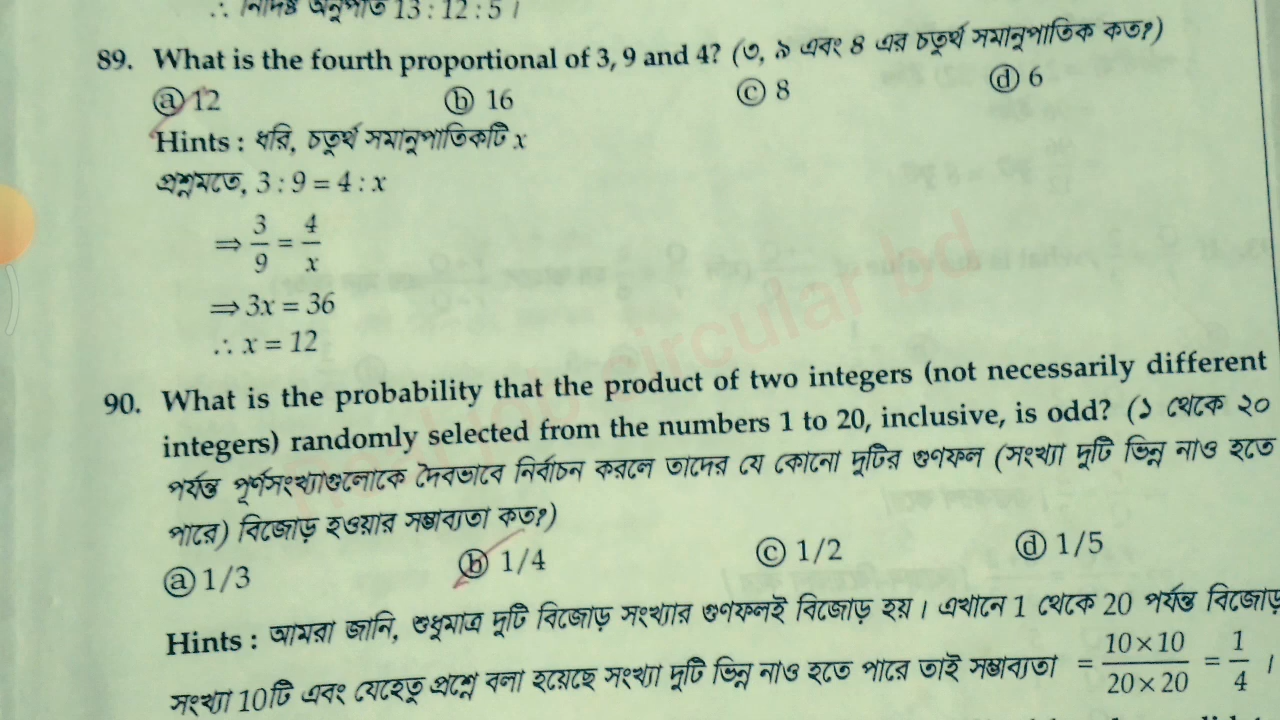 ∴ নির্দিষ্ট অনুপাত 13 : 12 : 5 ।
89. What is the fourth proportional of 3, 9 and 4? (৩, ৯ এবং ৪ এর চতুর্থ সমানুপাতিক কত?)
ⓐ 12 ⓑ 16 ⓒ 8 ⓓ 6
Hints : ধরি, চতুর্থ সমানুপাতিকটি x
প্রশ্নমতে, 3 : 9 = 4 : x
⇒ 3/9 = 4/x
⇒ 3x = 36
∴ x = 12
90. What is the probability that the product of two integers (not necessarily different
integers) randomly selected from the numbers 1 to 20, inclusive, is odd? (১ থেকে ২০
পর্যন্ত পূর্ণসংখ্যাগুলোকে দৈবভাবে নির্বাচন করলে তাদের যে কোনো দুটির গুণফল (সংখ্যা দুটি ভিন্ন নাও হতে
পারে) বিজোড় হওয়ার সম্ভাব্যতা কত?)
ⓐ 1/3 ⓑ 1/4 ⓒ 1/2 ⓓ 1/5
Hints : আমরা জানি, শুধুমাত্র দুটি বিজোড় সংখ্যার গুণফলই বিজোড় হয় । এখানে 1 থেকে 20 পর্যন্ত বিজোড়
সংখ্যা 10টি এবং যেহেতু প্রশ্নে বলা হয়েছে সংখ্যা দুটি ভিন্ন নাও হতে পারে তাই সম্ভাব্যতা = 10×10/20×20 = 1/4 ।
circular bd